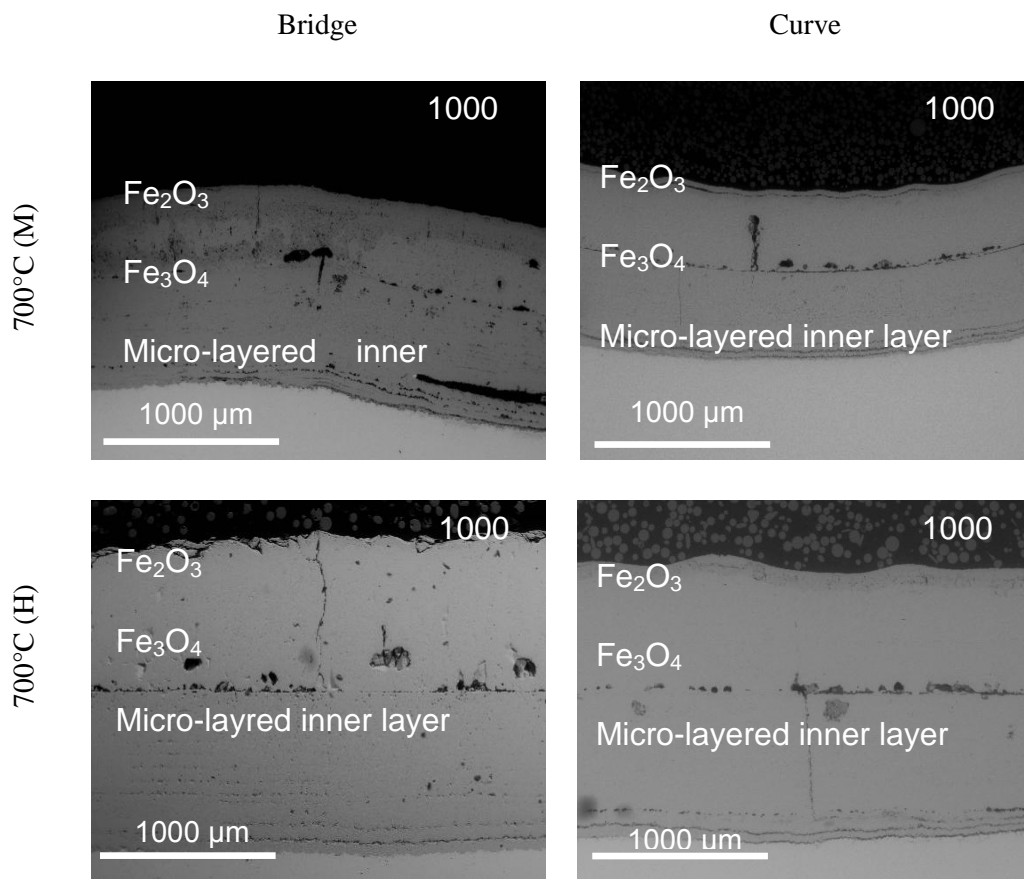 Bridge
Curve
700°C (M)
1000
Fe₂O₃
Fe₃O₄
Micro-layered inner
1000 µm
1000
Fe₂O₃
Fe₃O₄
Micro-layered inner layer
1000 µm
700°C (H)
1000
Fe₂O₃
Fe₃O₄
Micro-layred inner layer
1000 µm
1000
Fe₂O₃
Fe₃O₄
Micro-layered inner layer
1000 um